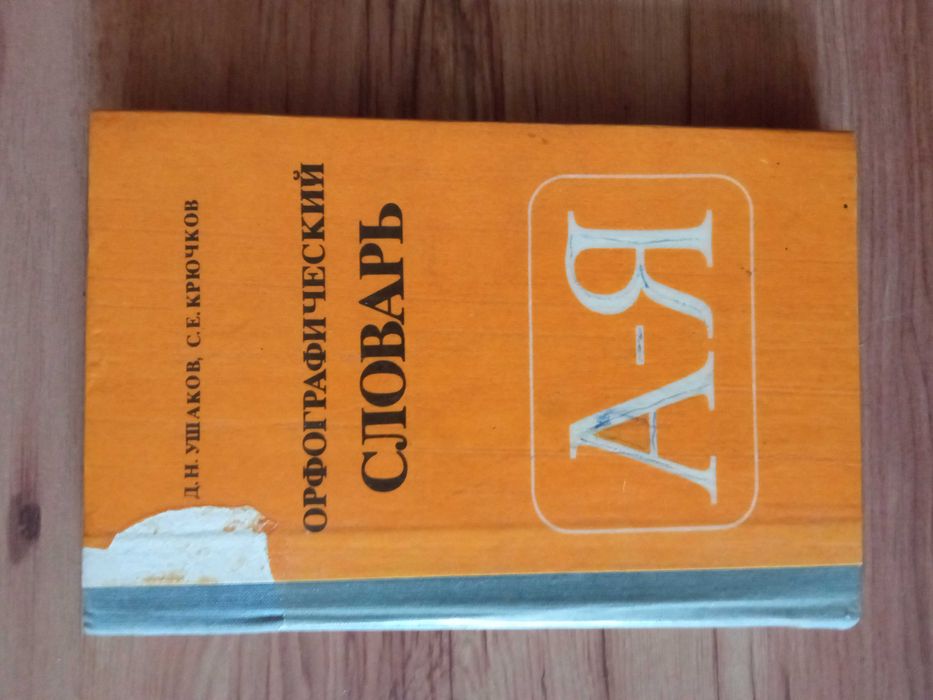 Д. Н. УШАКОВ, С. Е. КРЮЧКОВ
ОРФОГРАФИЧЕСКИЙ
СЛОВАРЬ
А-Я